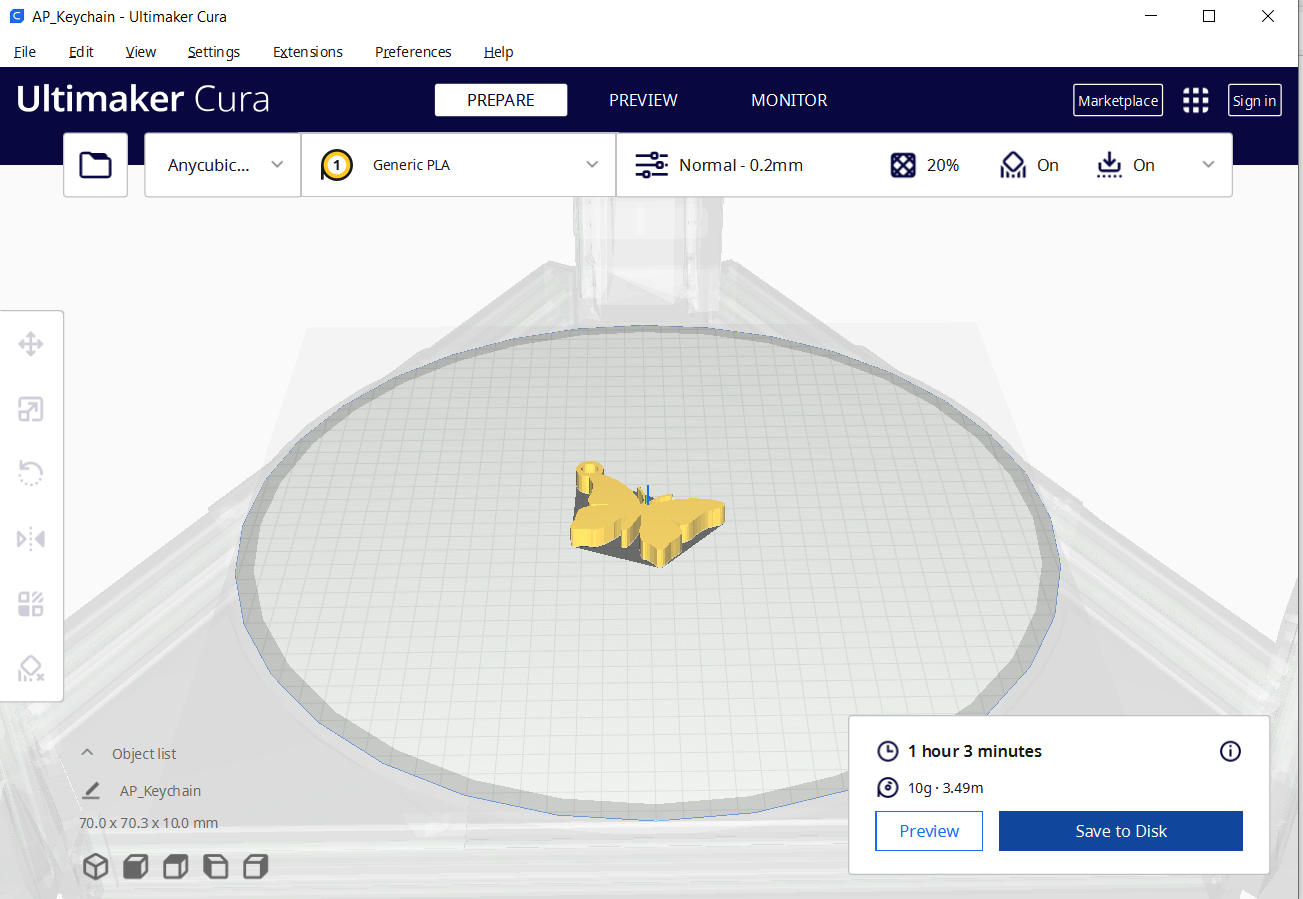 AP_Keychain - Ultimaker Cura
File Edit View Settings Extensions Preferences Help
Ultimaker Cura PREPARE PREVIEW MONITOR Marketplace Sign in
Anycubic... 1 Generic PLA Normal - 0.2mm 20% On On
Object list
AP_Keychain
70.0 x 70.3 x 10.0 mm
1 hour 3 minutes
10g · 3.49m
Preview Save to Disk